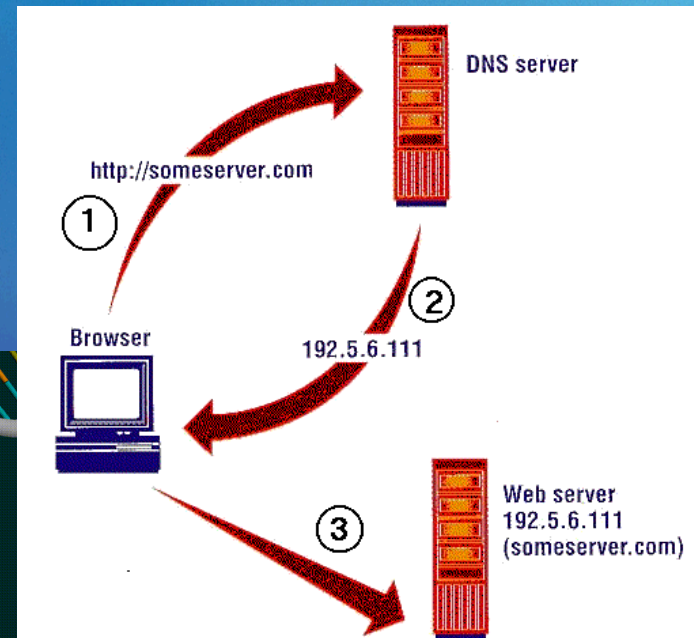 DNS server
http://someserver.com
1
2
Browser
192.5.6.111
3
Web server
192.5.6.111
(someserver.com)